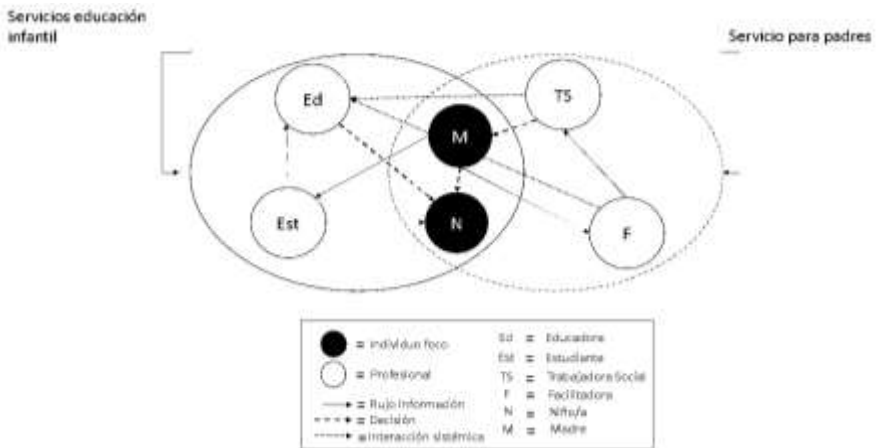 Servicios educación
infantil
Servicio para padres
Ed
TS
M
Est
N
F
= Individuo foco
= Profesional
= Flujo Información
= Decisión
= Interacción sistémica
Ed = Educadora
Est = Estudiante
TS = Trabajadora Social
F = Facilitadora
N = Niño/a
M = Madre